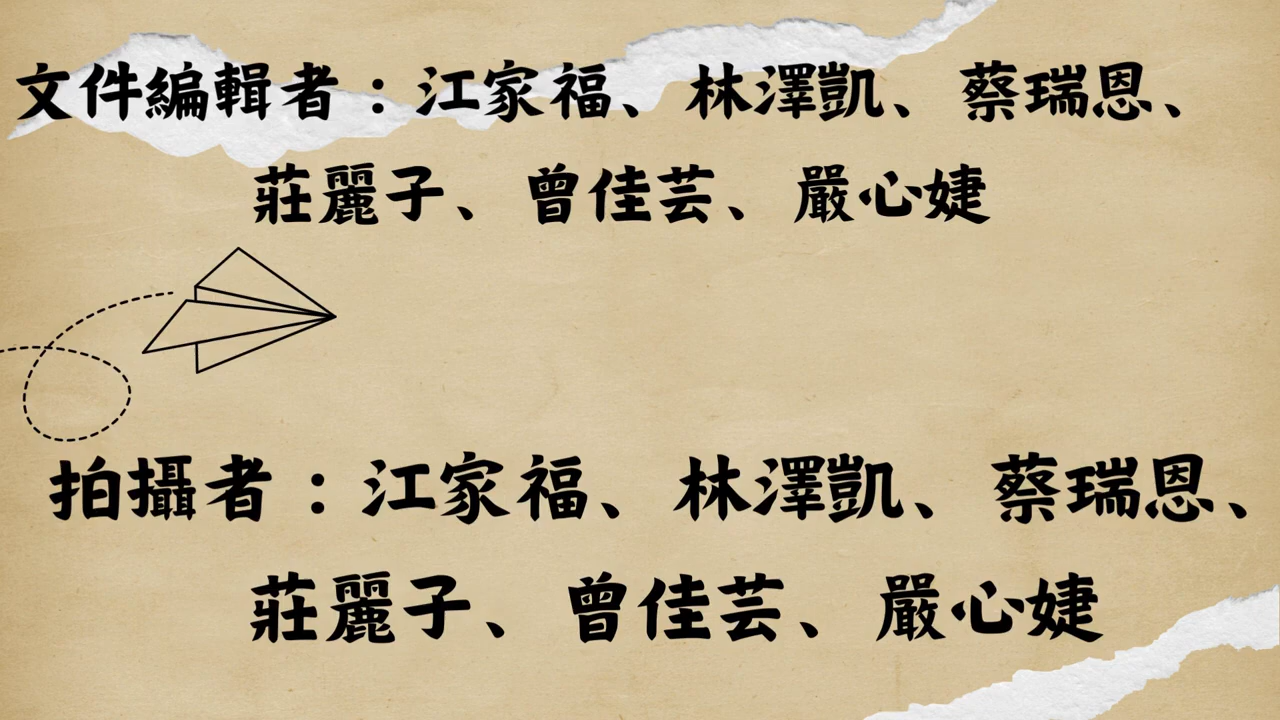 文件編輯者：江家福、林澤凱、蔡瑞恩、
莊麗子、曾佳芸、嚴心婕
拍攝者：江家福、林澤凱、蔡瑞恩、
莊麗子、曾佳芸、嚴心婕